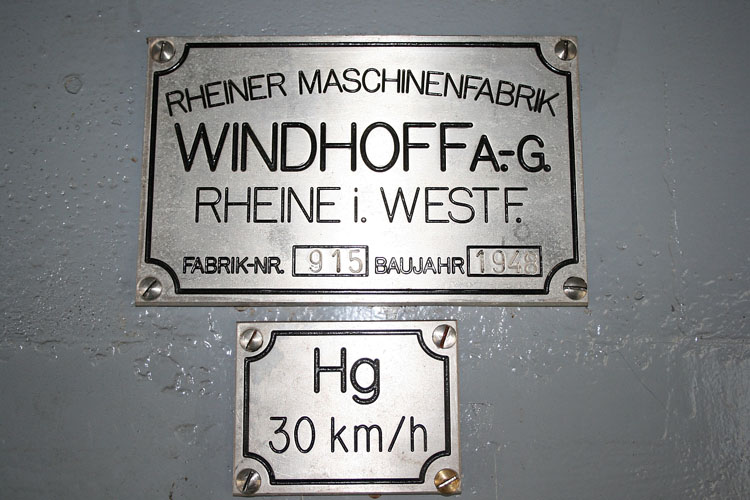 RHEINER MASCHINENFABRIK
WINDHOFF A.-G.
RHEINE i. WESTF.
FABRIK-NR. 915 BAUJAHR 1948
Hg
30 km/h